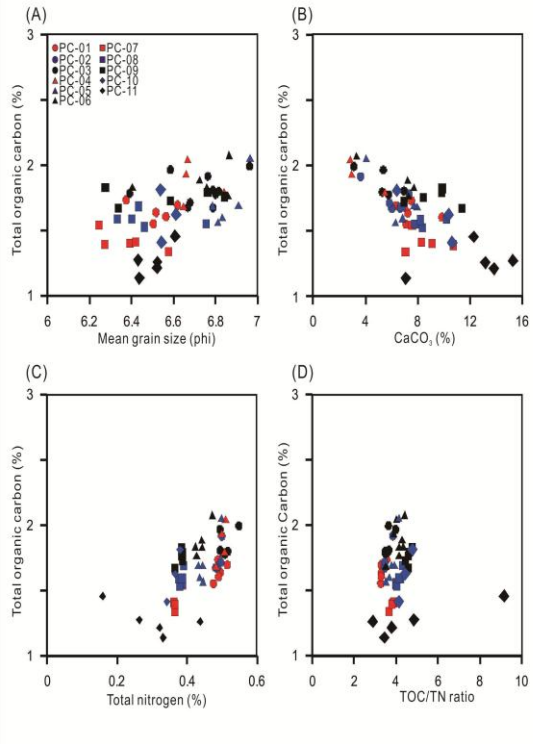 (A)
(B)
3
PC-01 PC-07
PC-02 PC-08
PC-03 PC-09
PC-04 PC-10
PC-05 PC-11
PC-06
2
1
Total organic carbon (%)
6 6.2 6.4 6.6 6.8 7
Mean grain size (phi)
3
2
1
Total organic carbon (%)
0 4 8 12 16
CaCO₃ (%)
(C)
(D)
3
2
1
Total organic carbon (%)
0 0.2 0.4 0.6
Total nitrogen (%)
3
2
1
Total organic Carbon (%)
0 2 4 6 8 10
TOC/TN ratio